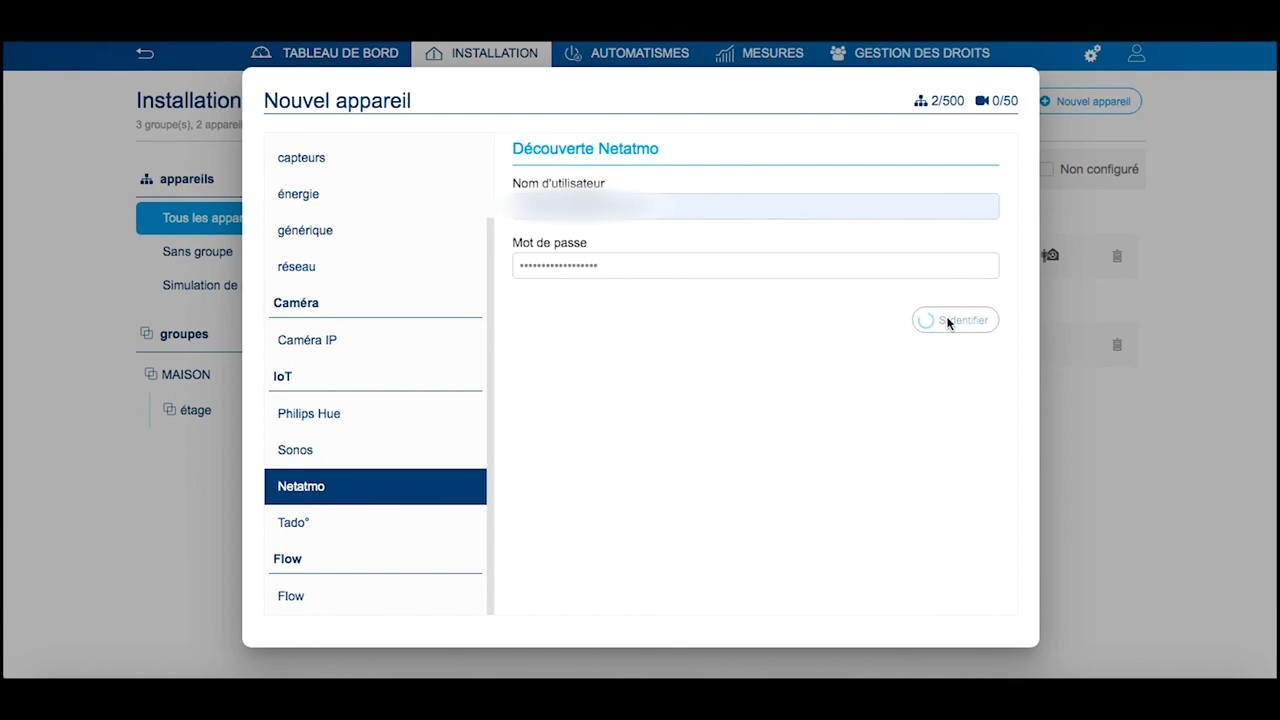 TABLEAU DE BORD
INSTALLATION
AUTOMATISMES
MESURES
GESTION DES DROITS
Installation
3 groupe(s), 2 appareil
Nouvel appareil
Non configuré
appareils
Tous les appar
Sans groupe
Simulation de
groupes
MAISON
étage
Nouvel appareil
2/500
0/50
capteurs
énergie
générique
réseau
Caméra
Caméra IP
IoT
Philips Hue
Sonos
Netatmo
Tado°
Flow
Flow
Découverte Netatmo
Nom d'utilisateur
Mot de passe
••••••••••••••••••
S'identifier